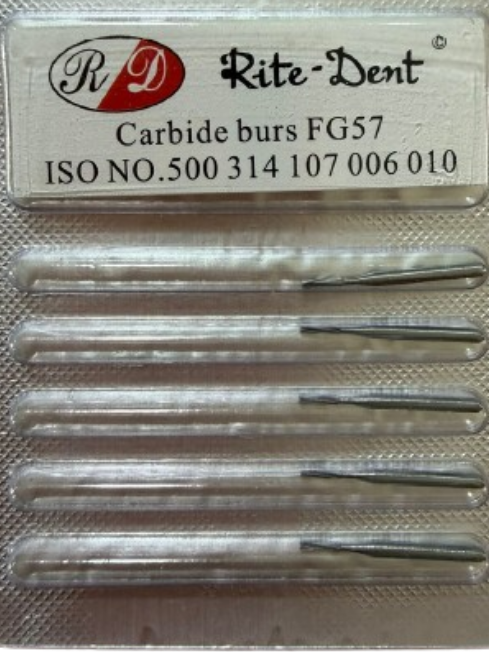 RD Rite-Dent ©
Carbide burs FG57
ISO NO.500 314 107 006 010